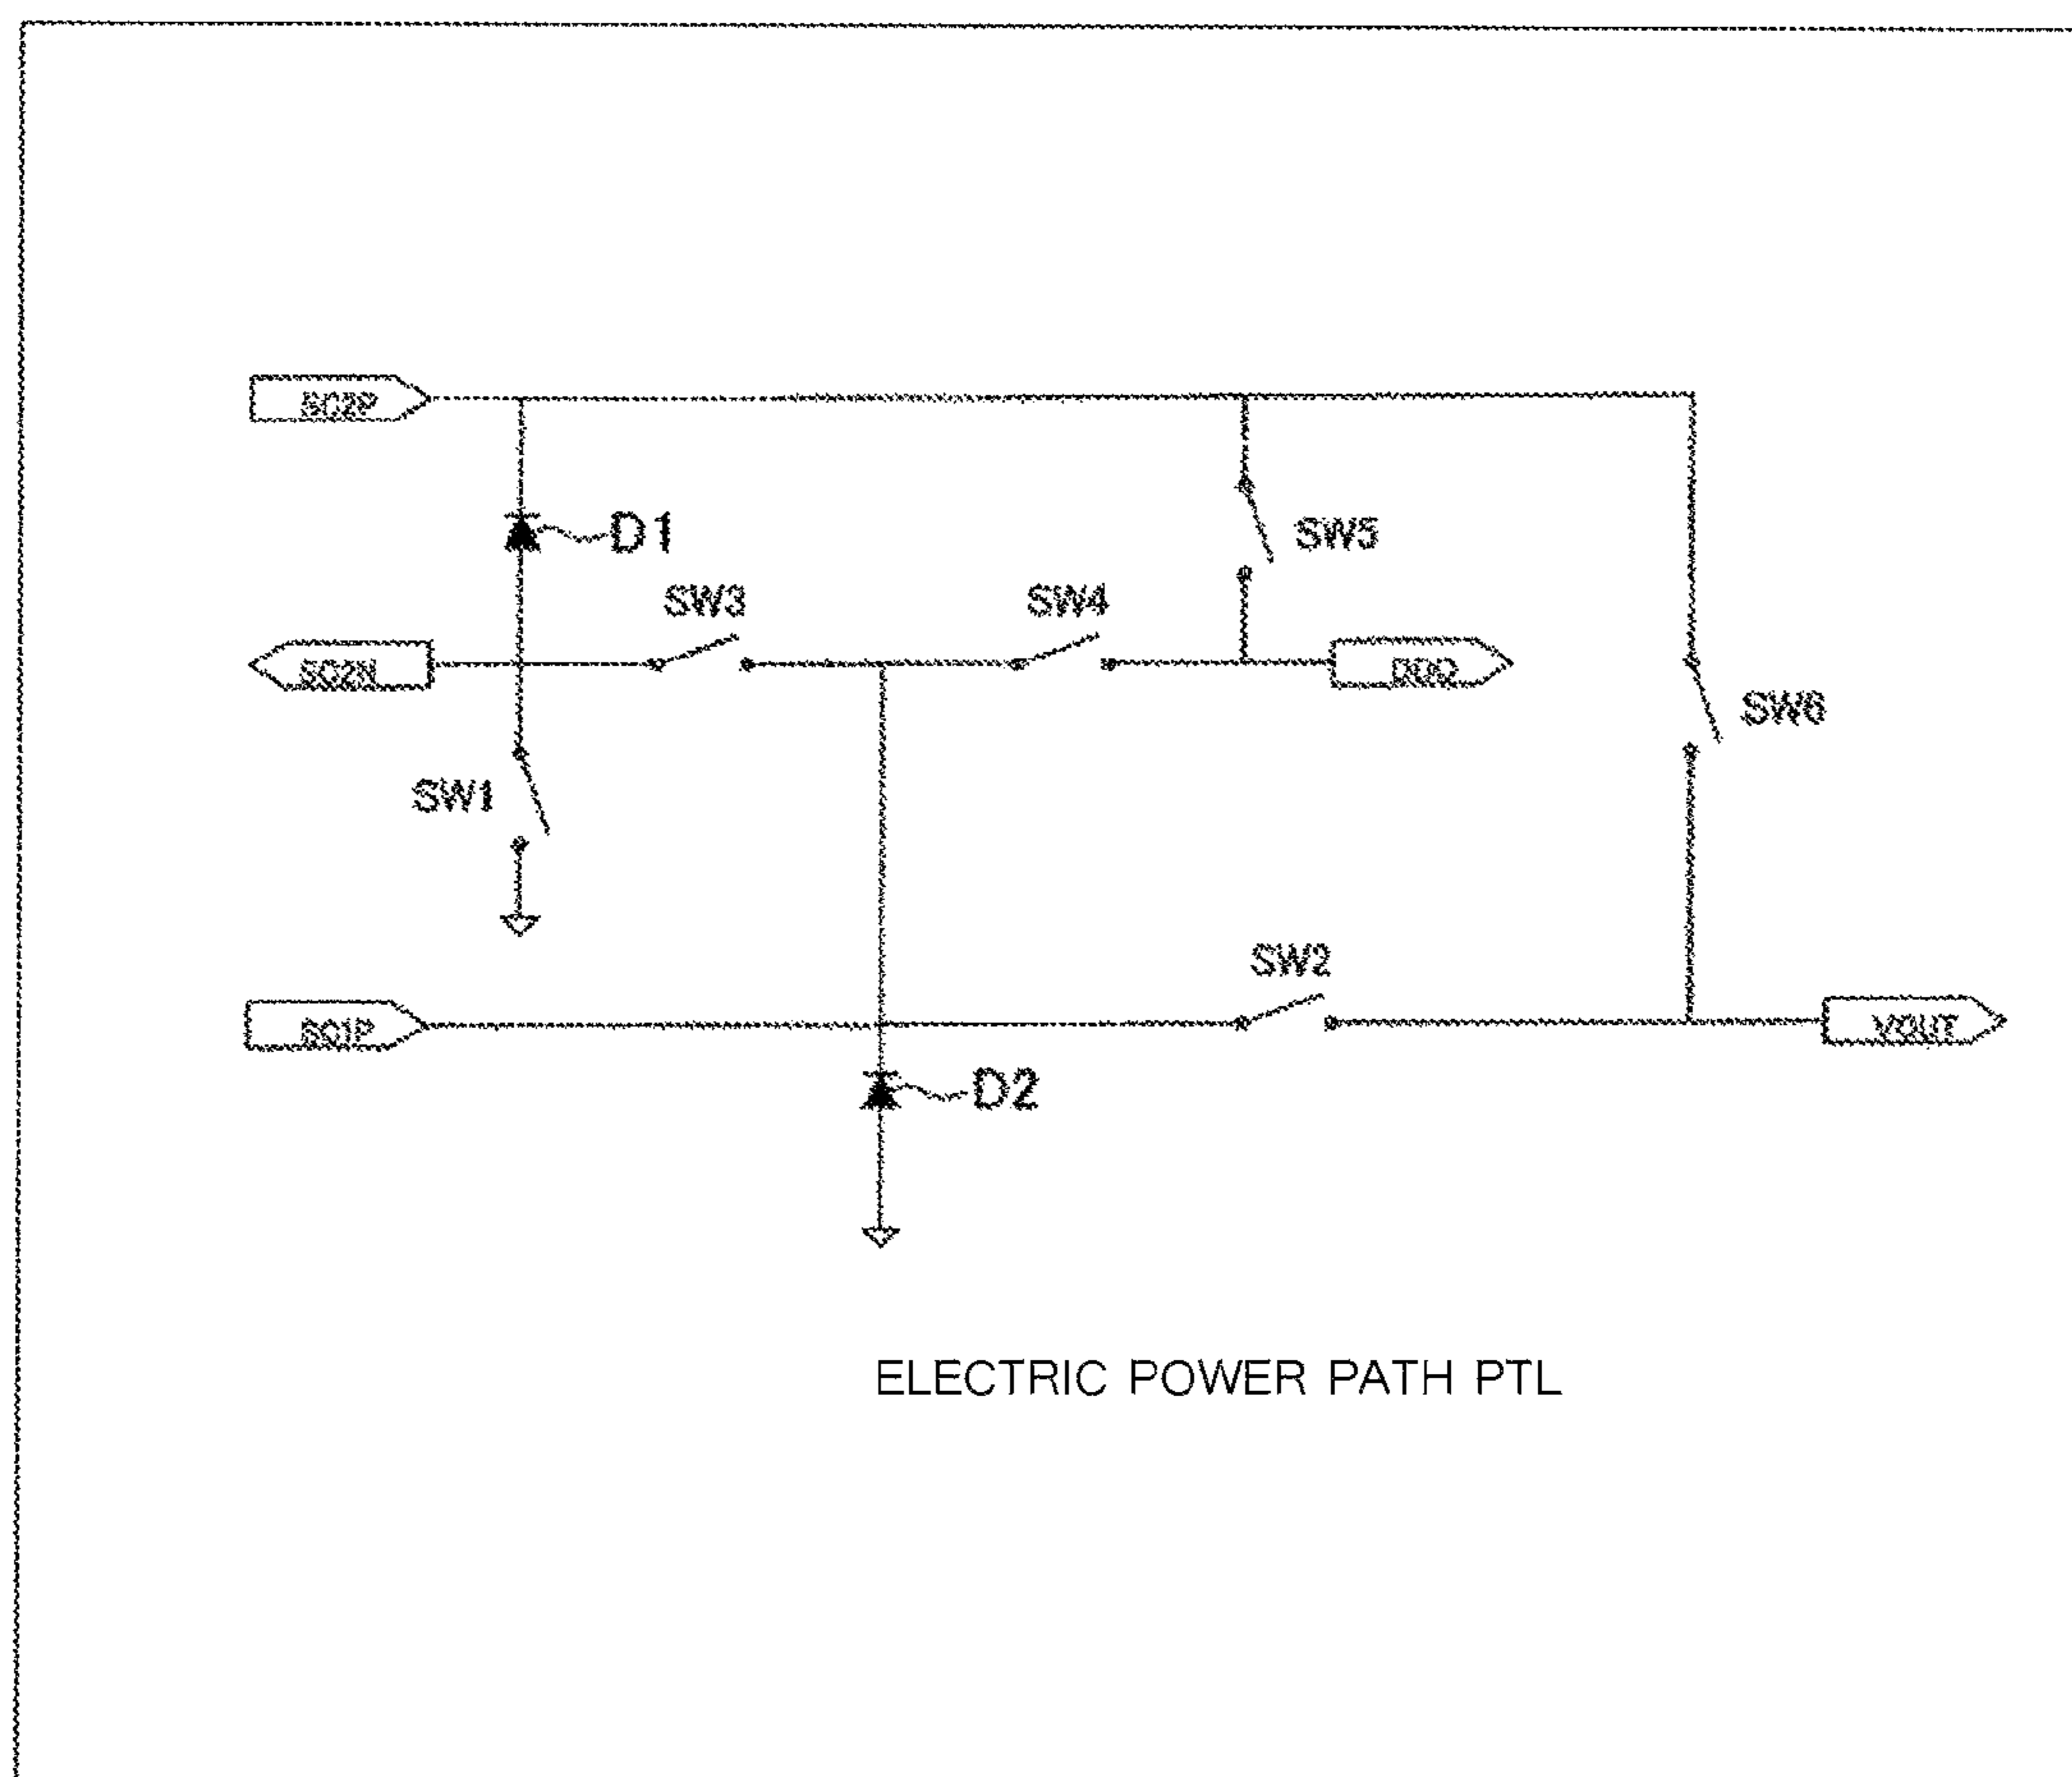 SC2P
D1
SW5
SW3
SW4
SC2N
SW6
SW1
SW2
SC1P
VOUT
D2
ELECTRIC POWER PATH PTL